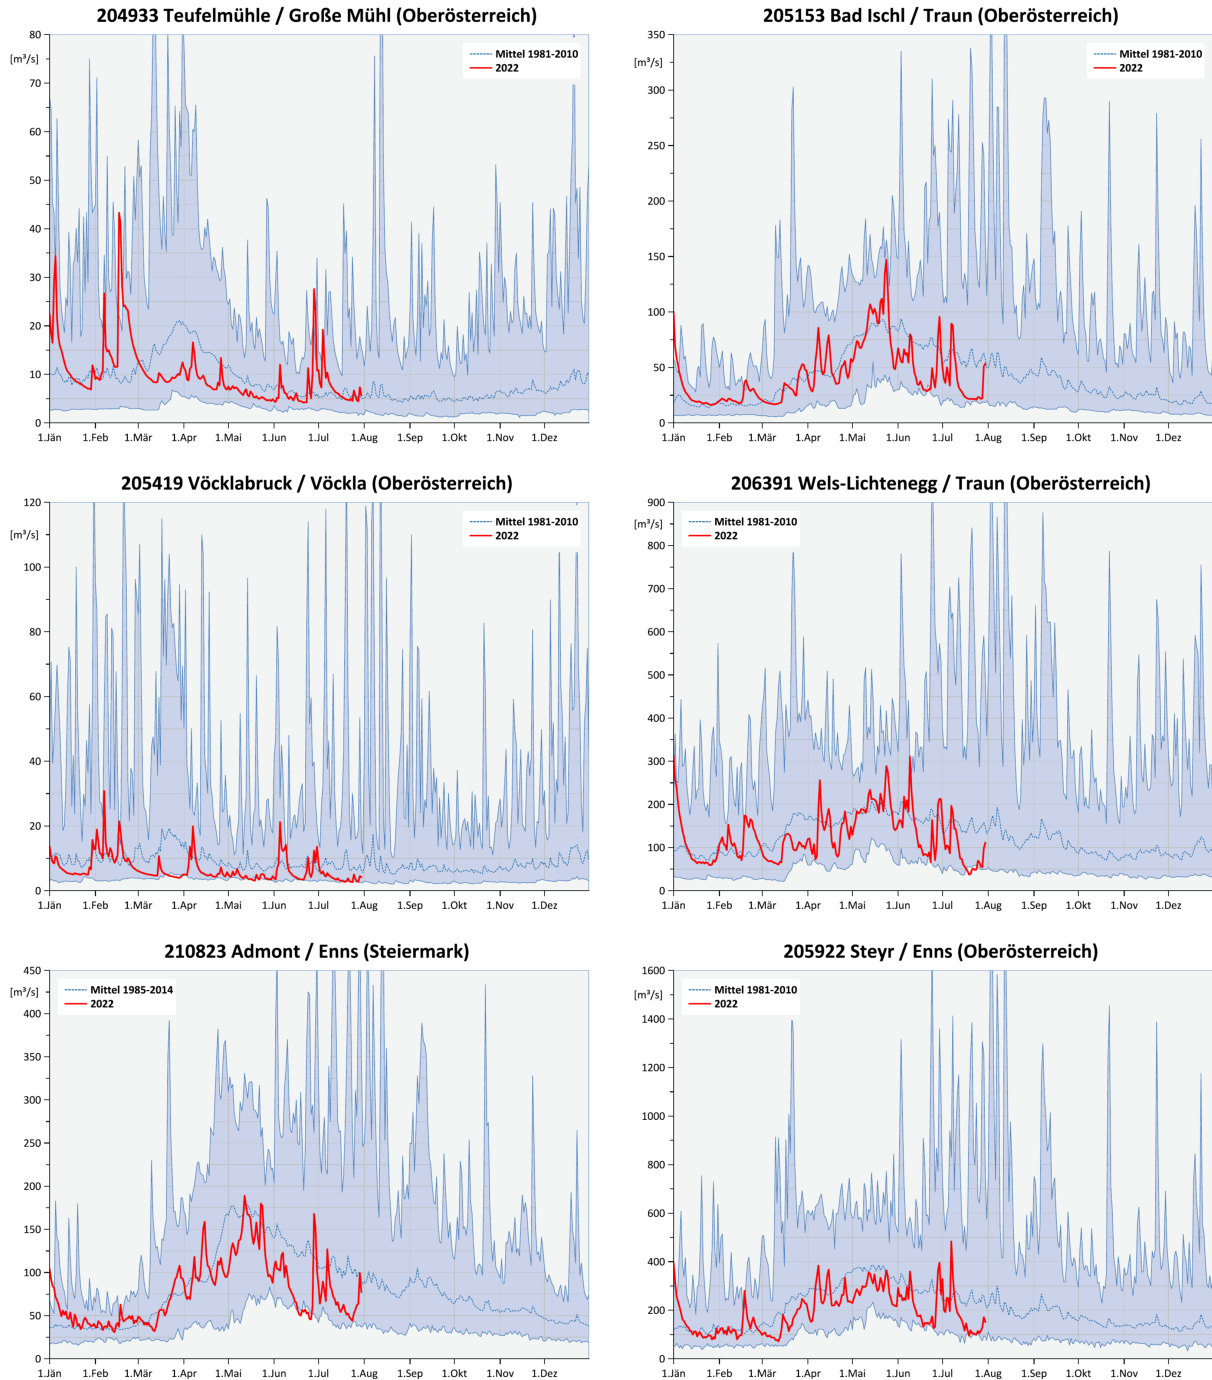 204933 Teufelmühle / Große Mühl (Oberösterreich)
80
[m³/s]
70
60
50
40
30
20
10
0
Mittel 1981-2010
2022
1.Jän 1.Feb 1.Mär 1.Apr 1.Mai 1.Jun 1.Jul 1.Aug 1.Sep 1.Okt 1.Nov 1.Dez
205153 Bad Ischl / Traun (Oberösterreich)
350
[m³/s]
300
250
200
150
100
50
0
Mittel 1981-2010
2022
1.Jän 1.Feb 1.Mär 1.Apr 1.Mai 1.Jun 1.Jul 1.Aug 1.Sep 1.Okt 1.Nov 1.Dez
205419 Vöcklabruck / Vöckla (Oberösterreich)
120
[m³/s]
100
80
60
40
20
0
Mittel 1981-2010
2022
1.Jän 1.Feb 1.Mär 1.Apr 1.Mai 1.Jun 1.Jul 1.Aug 1.Sep 1.Okt 1.Nov 1.Dez
206391 Wels-Lichtenegg / Traun (Oberösterreich)
900
[m³/s]
800
700
600
500
400
300
200
100
0
Mittel 1981-2010
2022
1.Jän 1.Feb 1.Mär 1.Apr 1.Mai 1.Jun 1.Jul 1.Aug 1.Sep 1.Okt 1.Nov 1.Dez
210823 Admont / Enns (Steiermark)
450
[m³/s]
400
350
300
250
200
150
100
50
0
Mittel 1985-2014
2022
1.Jän 1.Feb 1.Mär 1.Apr 1.Mai 1.Jun 1.Jul 1.Aug 1.Sep 1.Okt 1.Nov 1.Dez
205922 Steyr / Enns (Oberösterreich)
1600
[m³/s]
1400
1200
1000
800
600
400
200
0
Mittel 1981-2010
2022
1.Jän 1.Feb 1.Mär 1.Apr 1.Mai 1.Jun 1.Jul 1.Aug 1.Sep 1.Okt 1.Nov 1.Dez